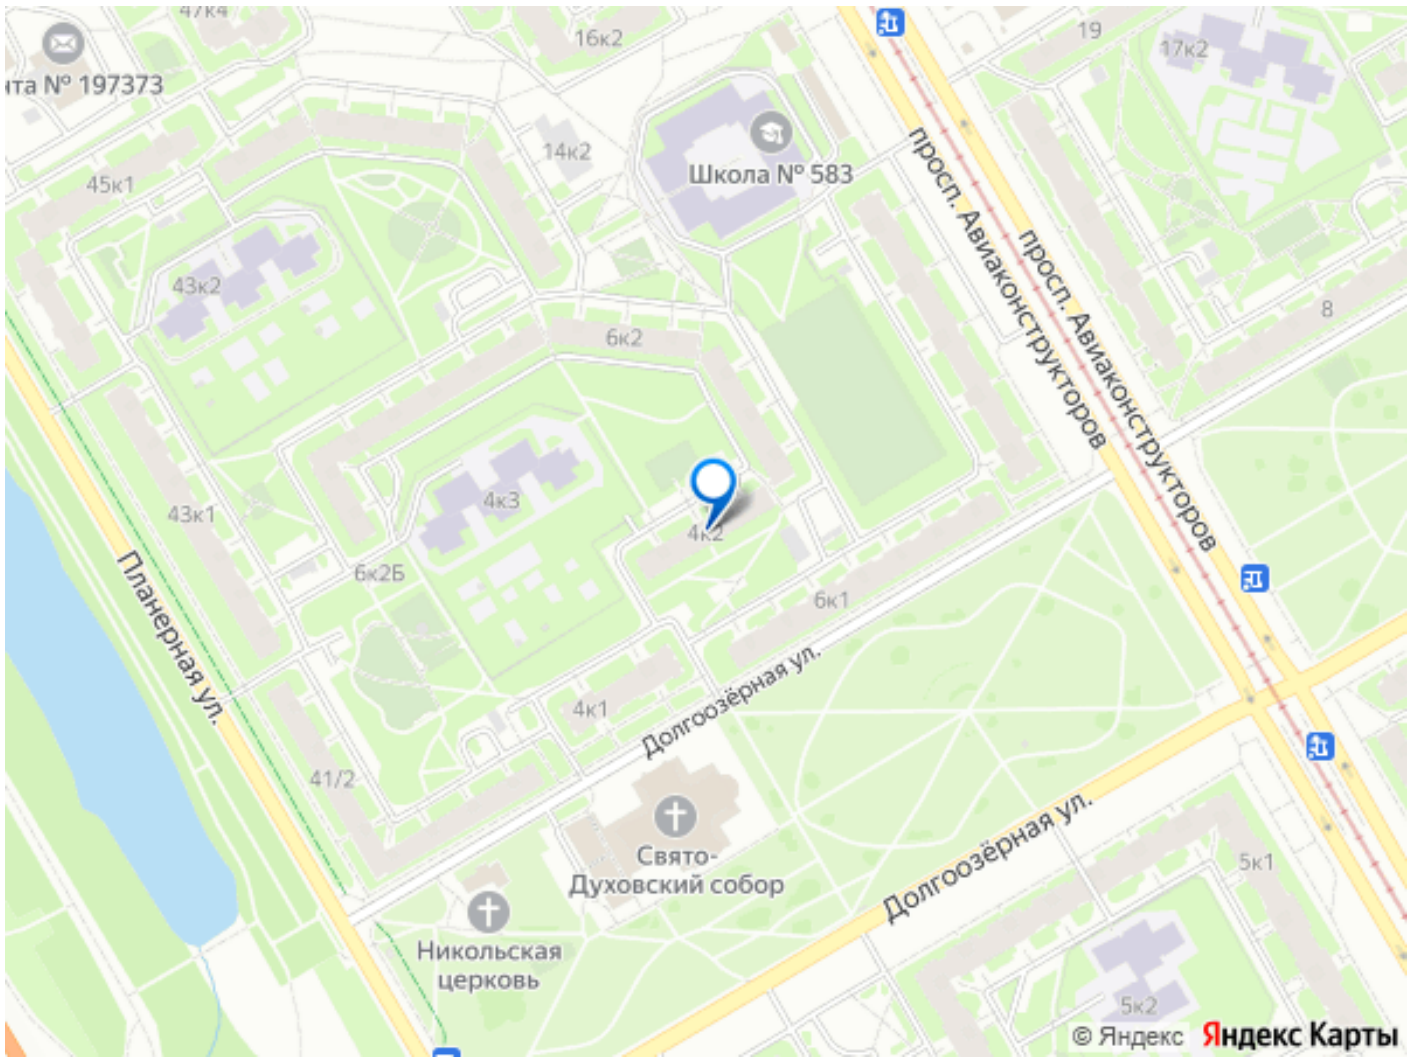 47к4
16к2
19
17к2
нта № 197373
14к2
Школа № 583
45к1
просп. Авиаконструкторов
просп. Авиаконструкторов
43к2
8
6к2
4к3
43к1
4к2
6к2Б
6к1
Планерная ул.
4к1
Долгоозёрная ул.
41/2
Свято-
Духовский собор
Долгоозёрная ул.
5к1
Никольская
церковь
5к2
© Яндекс Яндекс Карты